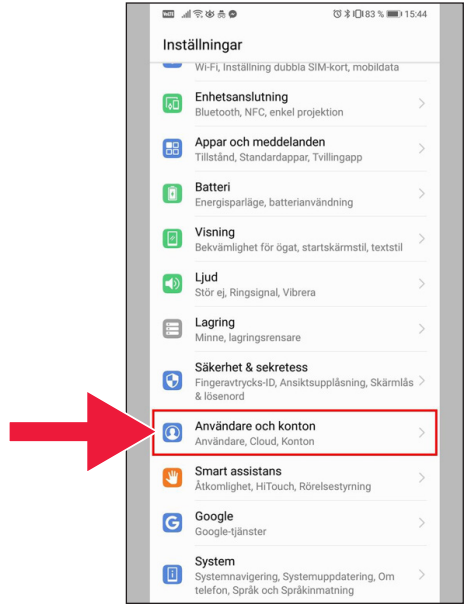 83 % 15:44
Inställningar
Wi-Fi, Inställning dubbla SIM-kort, mobildata
Enhetsanslutning
Bluetooth, NFC, enkel projektion
Appar och meddelanden
Tillstånd, Standardappar, Tvillingapp
Batteri
Energisparläge, batterianvändning
Visning
Bekvämlighet för ögat, startskärmstil, textstil
Ljud
Stör ej, Ringsignal, Vibrera
Lagring
Minne, lagringsrensare
Säkerhet & sekretess
Fingeravtrycks-ID, Ansiktsupplåsning, Skärmlås
& lösenord
Användare och konton
Användare, Cloud, Konton
Smart assistans
Åtkomlighet, HiTouch, Rörelsestyrning
Google
Google-tjänster
System
Systemnavigering, Systemuppdatering, Om
telefon, Språk och Språkinmatning